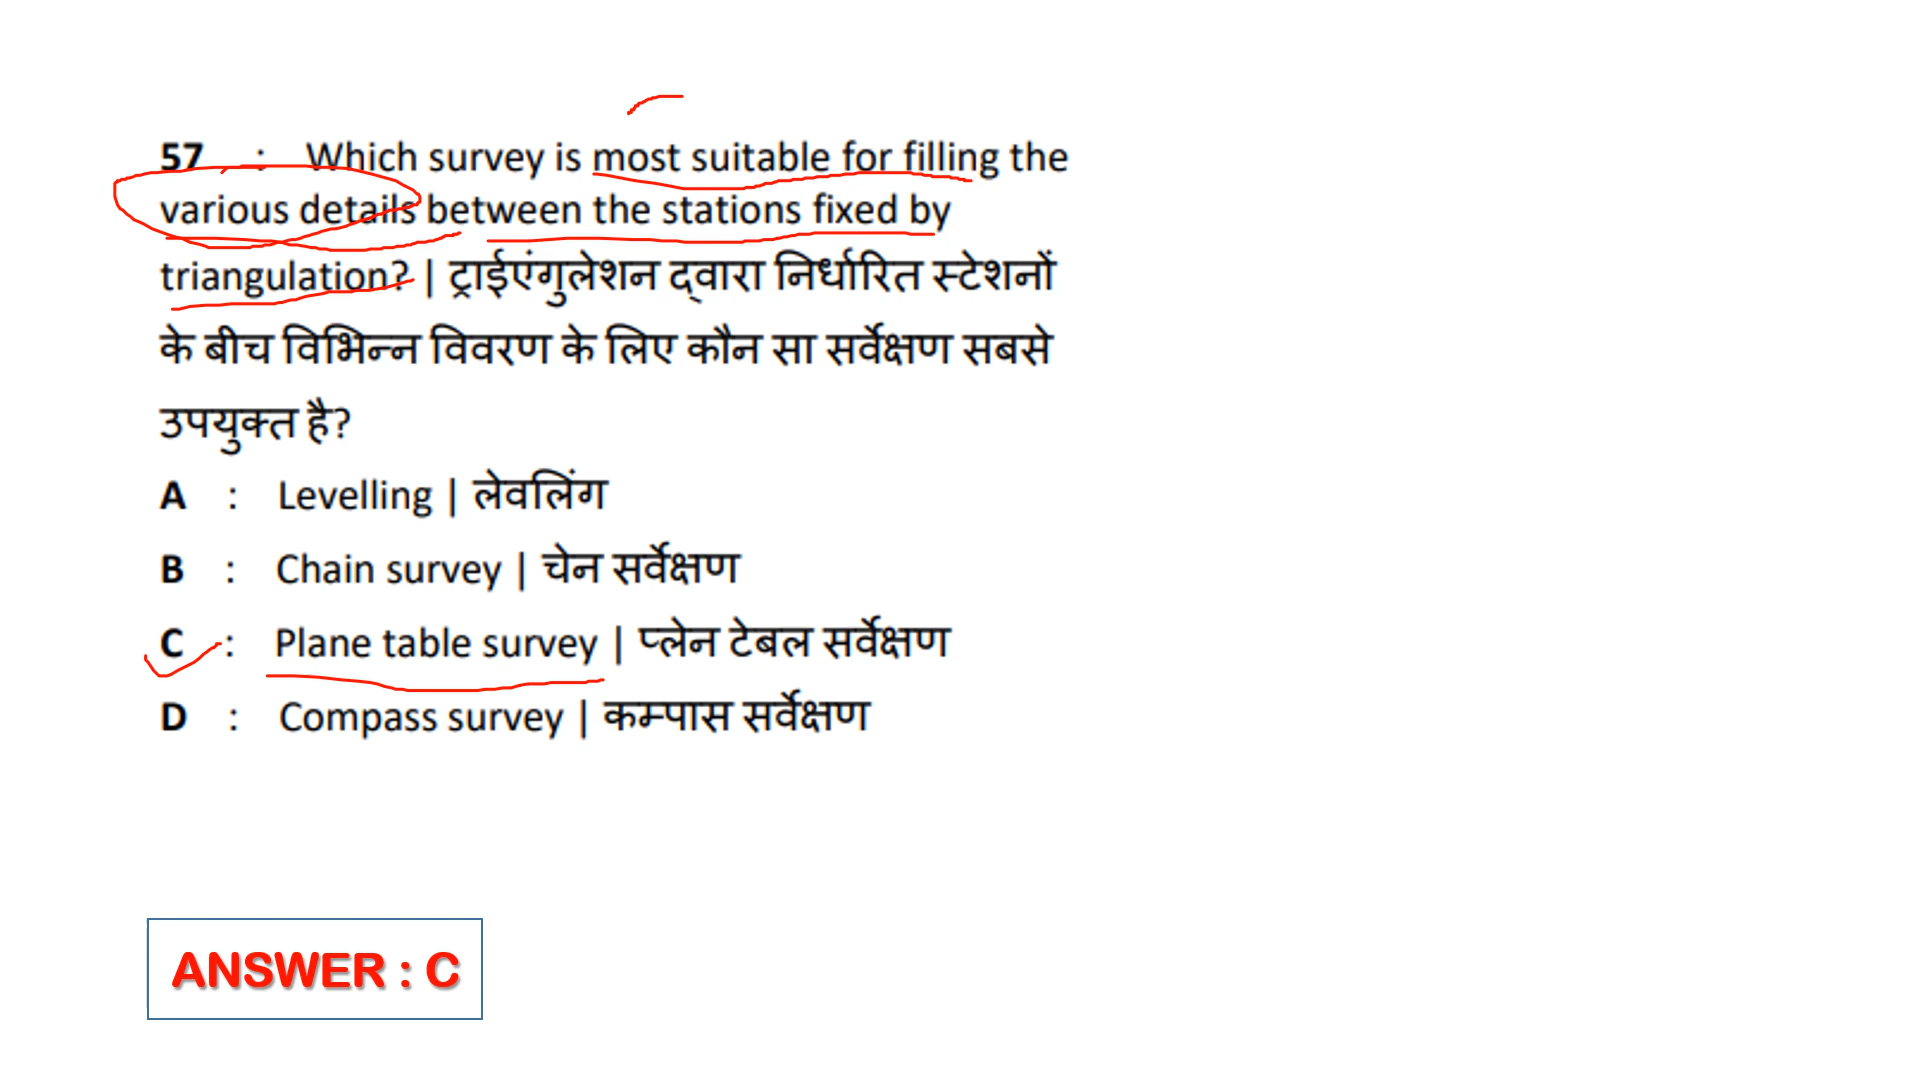 57 : Which survey is most suitable for filling the
various details between the stations fixed by
triangulation? | ट्राईएंगुलेशन द्वारा निर्धारित स्टेशनों
के बीच विभिन्न विवरण के लिए कौन सा सर्वेक्षण सबसे
उपयुक्त है?
A : Levelling | लेवलिंग
B : Chain survey | चेन सर्वेक्षण
C : Plane table survey | प्लेन टेबल सर्वेक्षण
D : Compass survey | कम्पास सर्वेक्षण
ANSWER : C